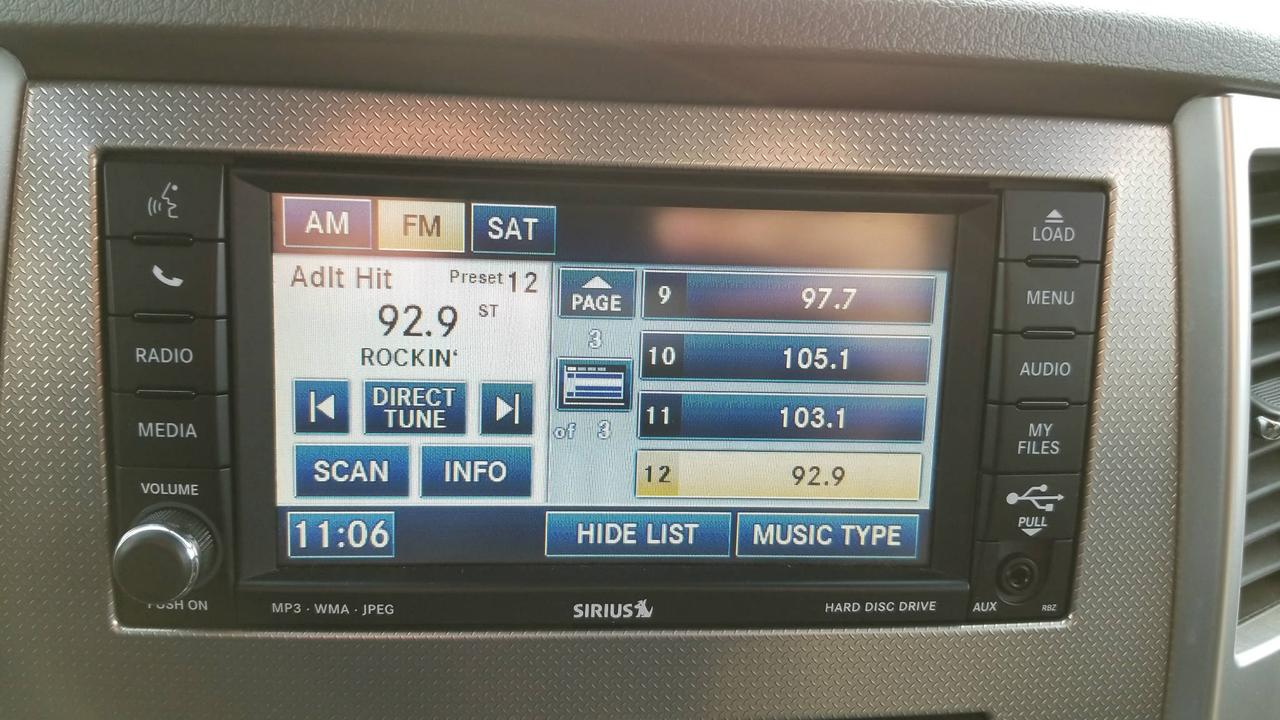 RADIO
MEDIA
VOLUME
PUSH ON
AM FM SAT
Adlt Hit Preset 12
92.9 ST
ROCKIN'
DIRECT
TUNE
SCAN INFO
PAGE
3
of 3
9 97.7
10 105.1
11 103.1
12 92.9
11:06 HIDE LIST MUSIC TYPE
MP3 · WMA · JPEG SIRIUS HARD DISC DRIVE
LOAD
MENU
AUDIO
MY
FILES
PULL
AUX RBZ